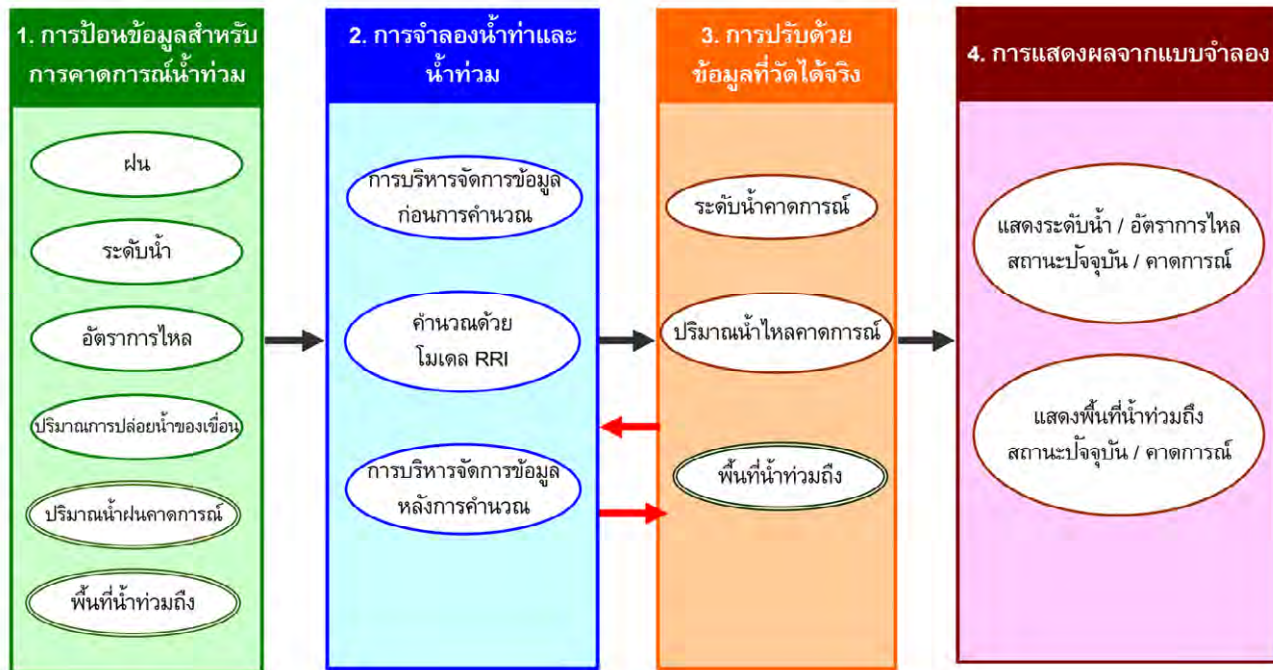 1. การป้อนข้อมูลสำหรับ
การคาดการณ์น้ำท่วม
ฝน
ระดับน้ำ
อัตราการไหล
ปริมาณการปล่อยน้ำของเขื่อน
ปริมาณน้ำฝนคาดการณ์
พื้นที่น้ำท่วมถึง
2. การจำลองน้ำท่าและ
น้ำท่วม
การบริหารจัดการข้อมูล
ก่อนการคำนวณ
คำนวณด้วย
โมเดล RRI
การบริหารจัดการข้อมูล
หลังการคำนวณ
3. การปรับด้วย
ข้อมูลที่วัดได้จริง
ระดับน้ำคาดการณ์
ปริมาณน้ำไหลคาดการณ์
พื้นที่น้ำท่วมถึง
4. การแสดงผลจากแบบจำลอง
แสดงระดับน้ำ / อัตราการไหล
สถานะปัจจุบัน / คาดการณ์
แสดงพื้นที่น้ำท่วมถึง
สถานะปัจจุบัน / คาดการณ์